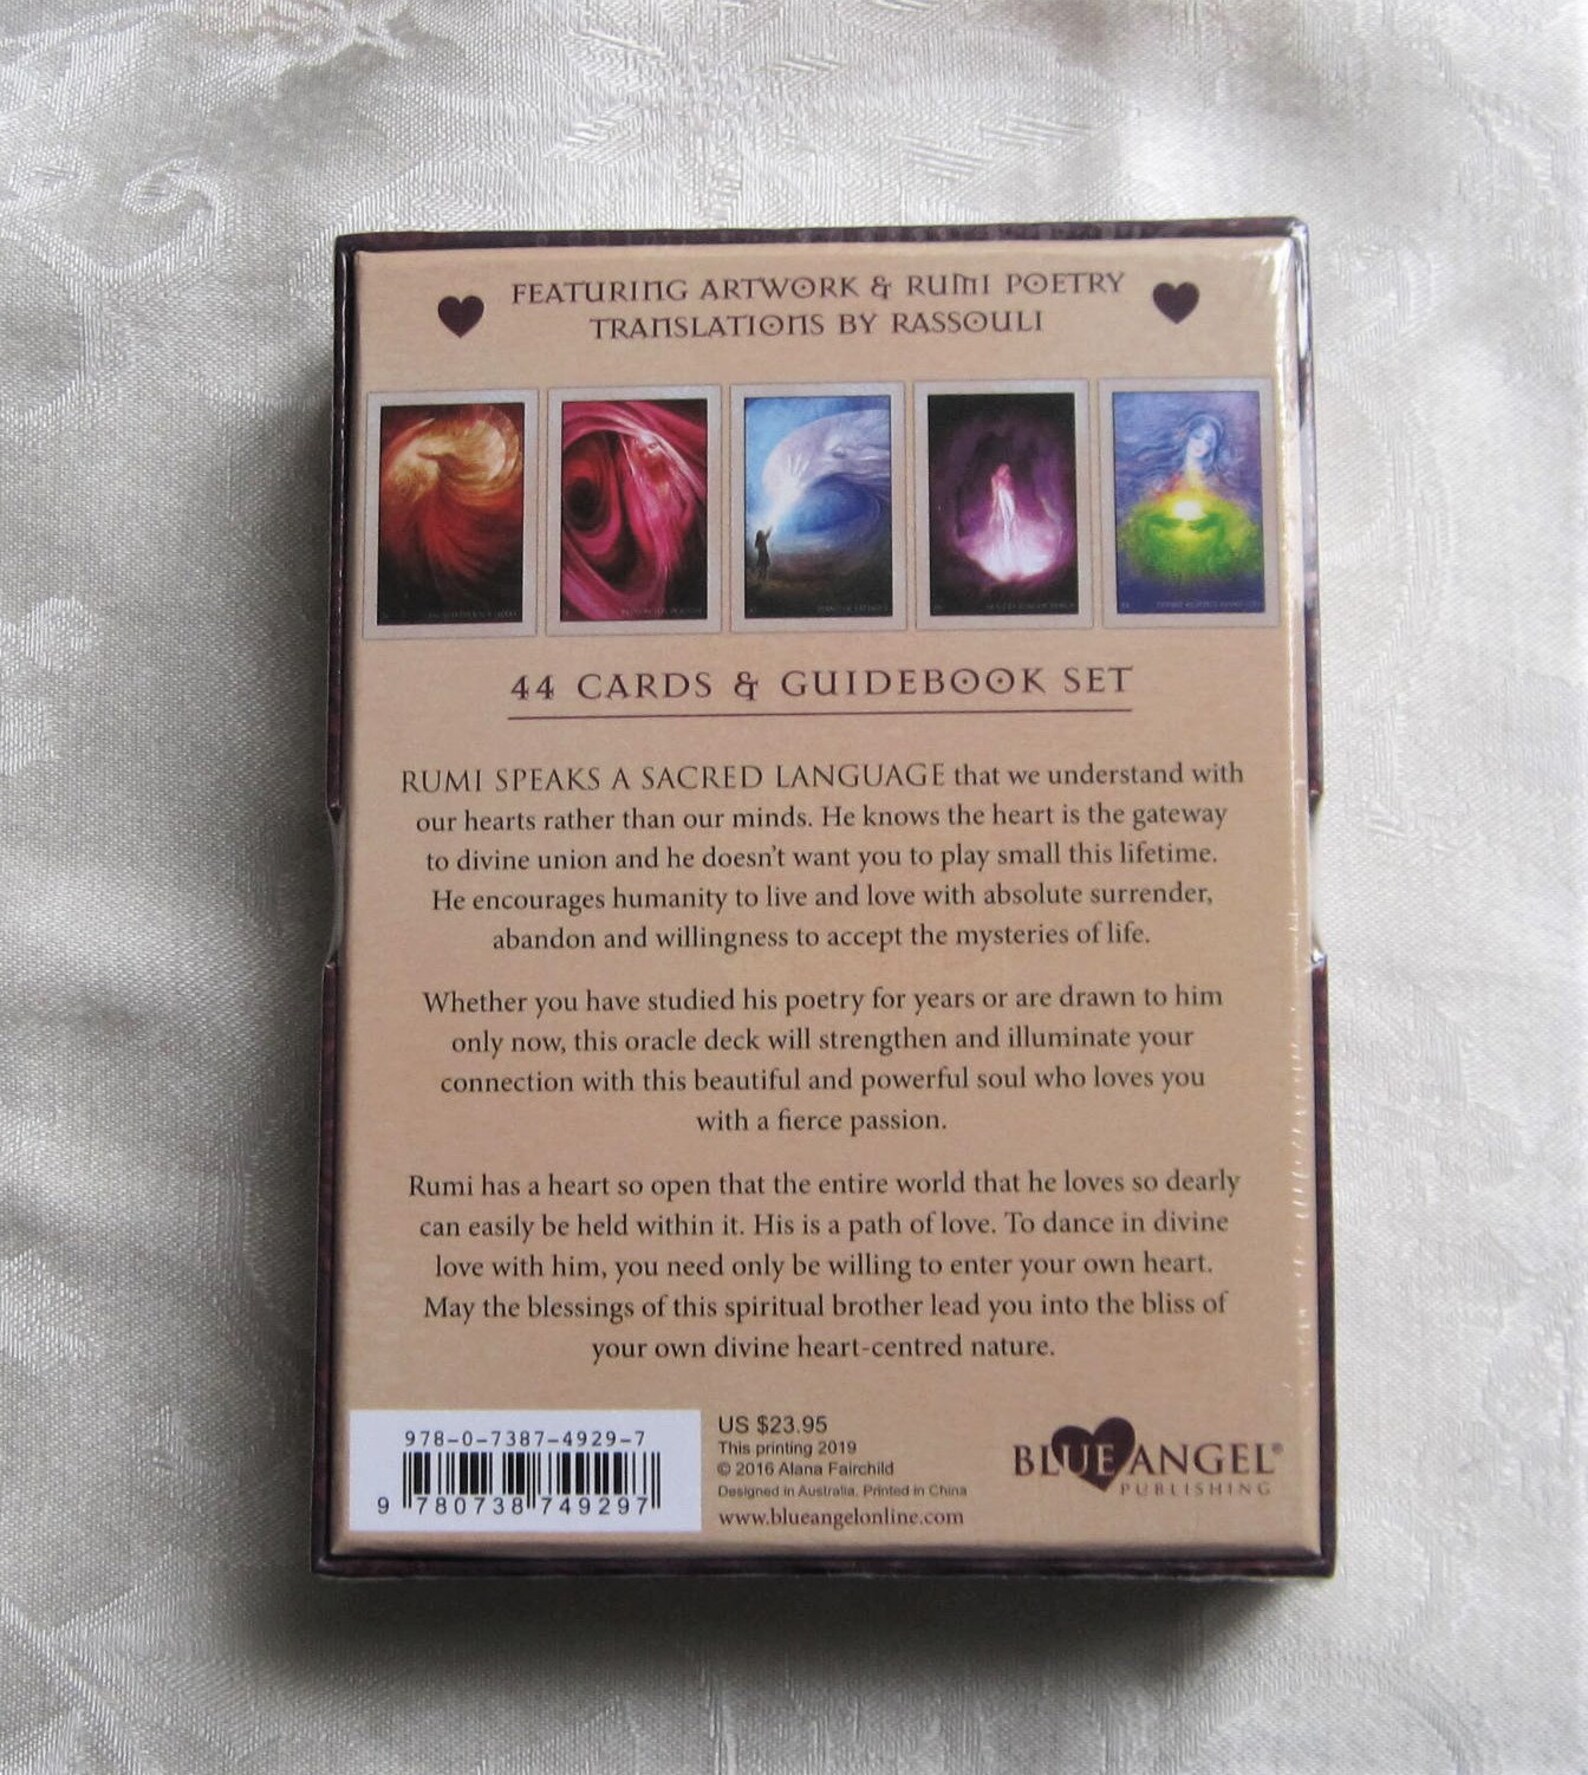 FEATURING ARTWORK & RUMI POETRY
TRANSLATIONS BY RASSOULI
44 CARDS & GUIDEBOOK SET
RUMI SPEAKS A SACRED LANGUAGE that we understand with
our hearts rather than our minds. He knows the heart is the gateway
to divine union and he doesn't want you to play small this lifetime.
He encourages humanity to live and love with absolute surrender,
abandon and willingness to accept the mysteries of life.
Whether you have studied his poetry for years or are drawn to him
only now, this oracle deck will strengthen and illuminate your
connection with this beautiful and powerful soul who loves you
with a fierce passion.
Rumi has a heart so open that the entire world that he loves so dearly
can easily be held within it. His is a path of love. To dance in divine
love with him, you need only be willing to enter your own heart.
May the blessings of this spiritual brother lead you into the bliss of
your own divine heart-centred nature.
978-0-7387-4929-7
9 780738 749297
US $23.95
This printing 2019
© 2016 Alana Fairchild
Designed in Australia. Printed in China
www.blueangelonline.com
BLUE ANGEL®
PUBLISHING